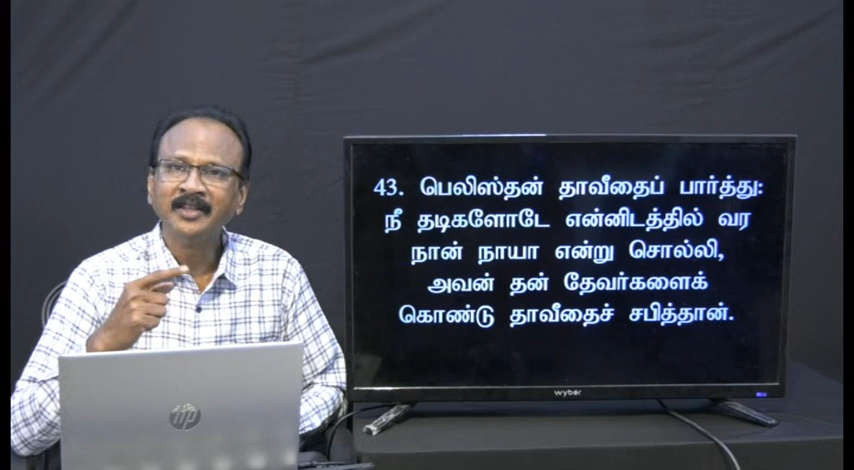 43. பெலிஸ்தன் தாவீதைப் பார்த்து:
நீ தடிகளோடே என்னிடத்தில் வர
நான் நாயா என்று சொல்லி,
அவன் தன் தேவர்களைக்
கொண்டு தாவீதைச் சபித்தான்.
wybor
hp